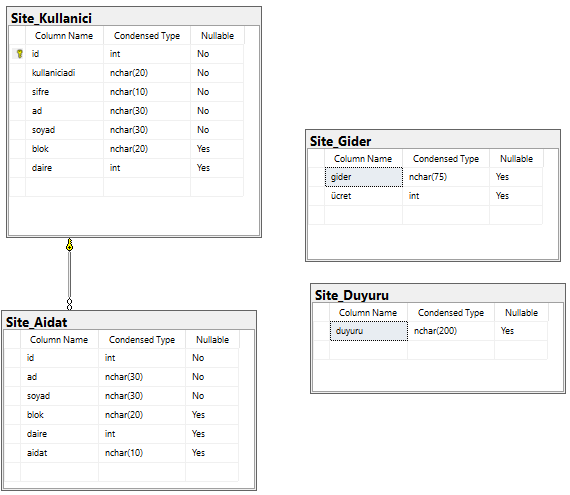 Site_Kullanici
Column Name Condensed Type Nullable
id int No
kullaniciadi nchar(20) No
sifre nchar(10) No
ad nchar(30) No
soyad nchar(30) No
blok nchar(20) Yes
daire int Yes
Site_Gider
Column Name Condensed Type Nullable
gider nchar(75) Yes
ücret int Yes
Site_Duyuru
Column Name Condensed Type Nullable
duyuru nchar(200) Yes
Site_Aidat
Column Name Condensed Type Nullable
id int No
ad nchar(30) No
soyad nchar(30) No
blok nchar(20) Yes
daire int Yes
aidat nchar(10) Yes